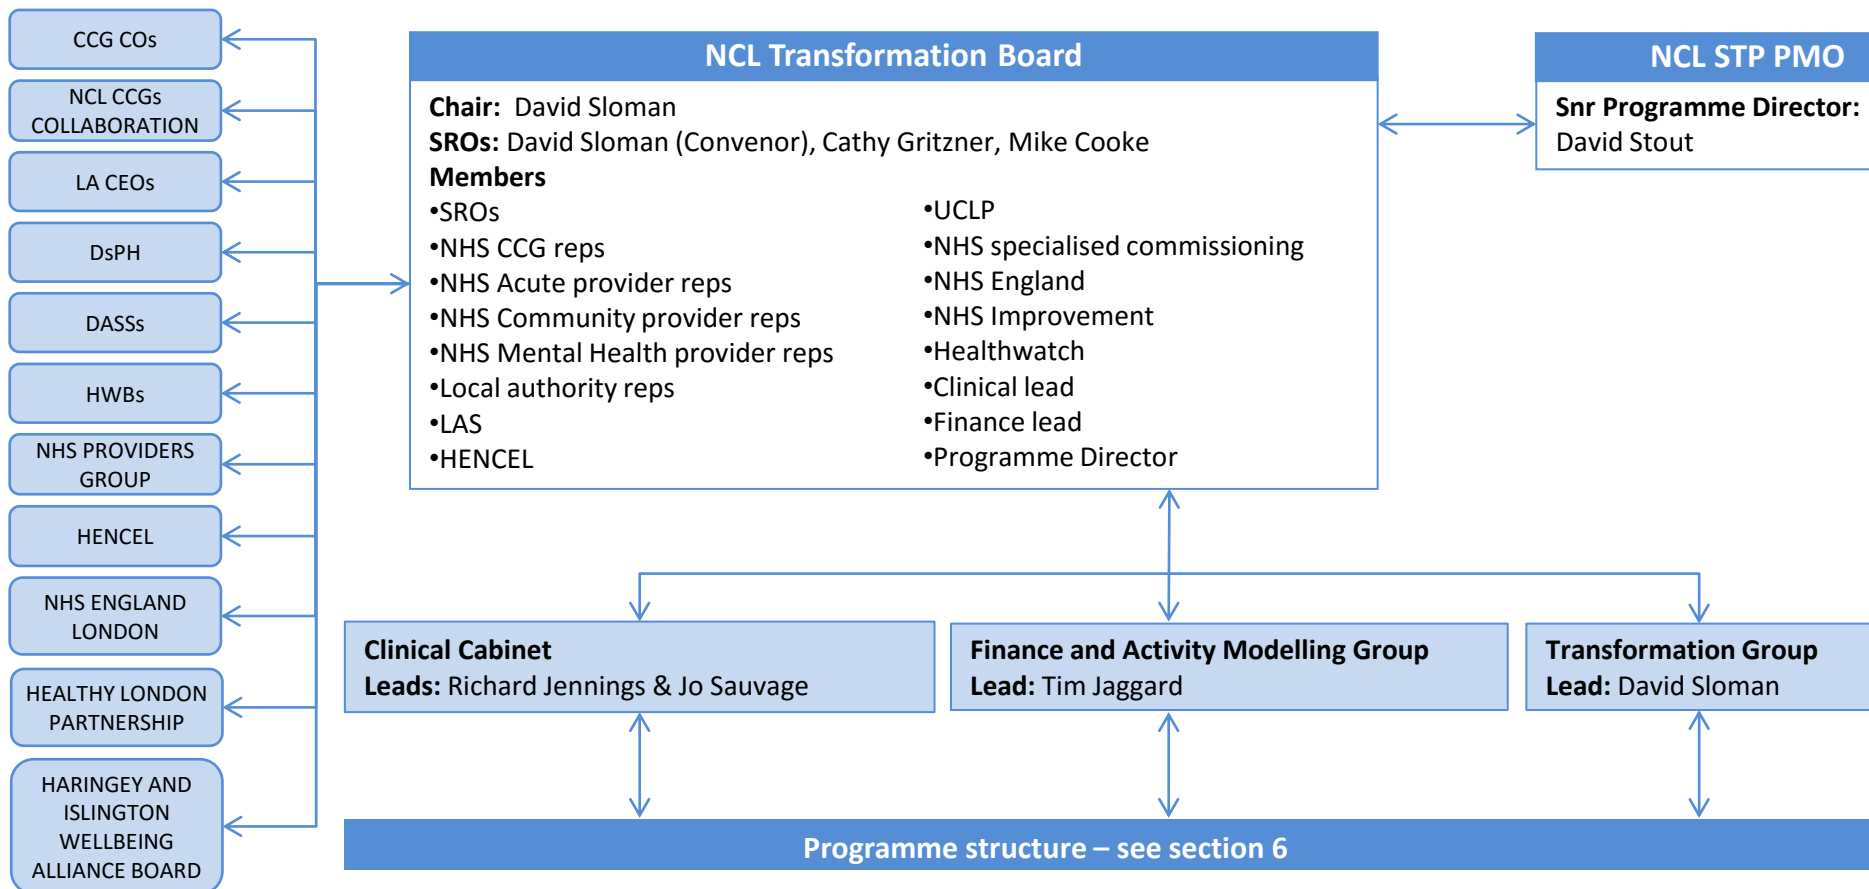 CCG COs
NCL CCGs
COLLABORATION
LA CEOs
DsPH
DASSs
HWBs
NHS PROVIDERS
GROUP
HENCEL
NHS ENGLAND
LONDON
HEALTHY LONDON
PARTNERSHIP
HARINGEY AND
ISLINGTON
WELLBEING
ALLIANCE BOARD
NCL Transformation Board
Chair: David Sloman
SROs: David Sloman (Convenor), Cathy Gritzner, Mike Cooke
Members
•SROs
•NHS CCG reps
•NHS Acute provider reps
•NHS Community provider reps
•NHS Mental Health provider reps
•Local authority reps
•LAS
•HENCEL
•UCLP
•NHS specialised commissioning
•NHS England
•NHS Improvement
•Healthwatch
•Clinical lead
•Finance lead
•Programme Director
NCL STP PMO
Snr Programme Director:
David Stout
Clinical Cabinet
Leads: Richard Jennings & Jo Sauvage
Finance and Activity Modelling Group
Lead: Tim Jaggard
Transformation Group
Lead: David Sloman
Programme structure – see section 6